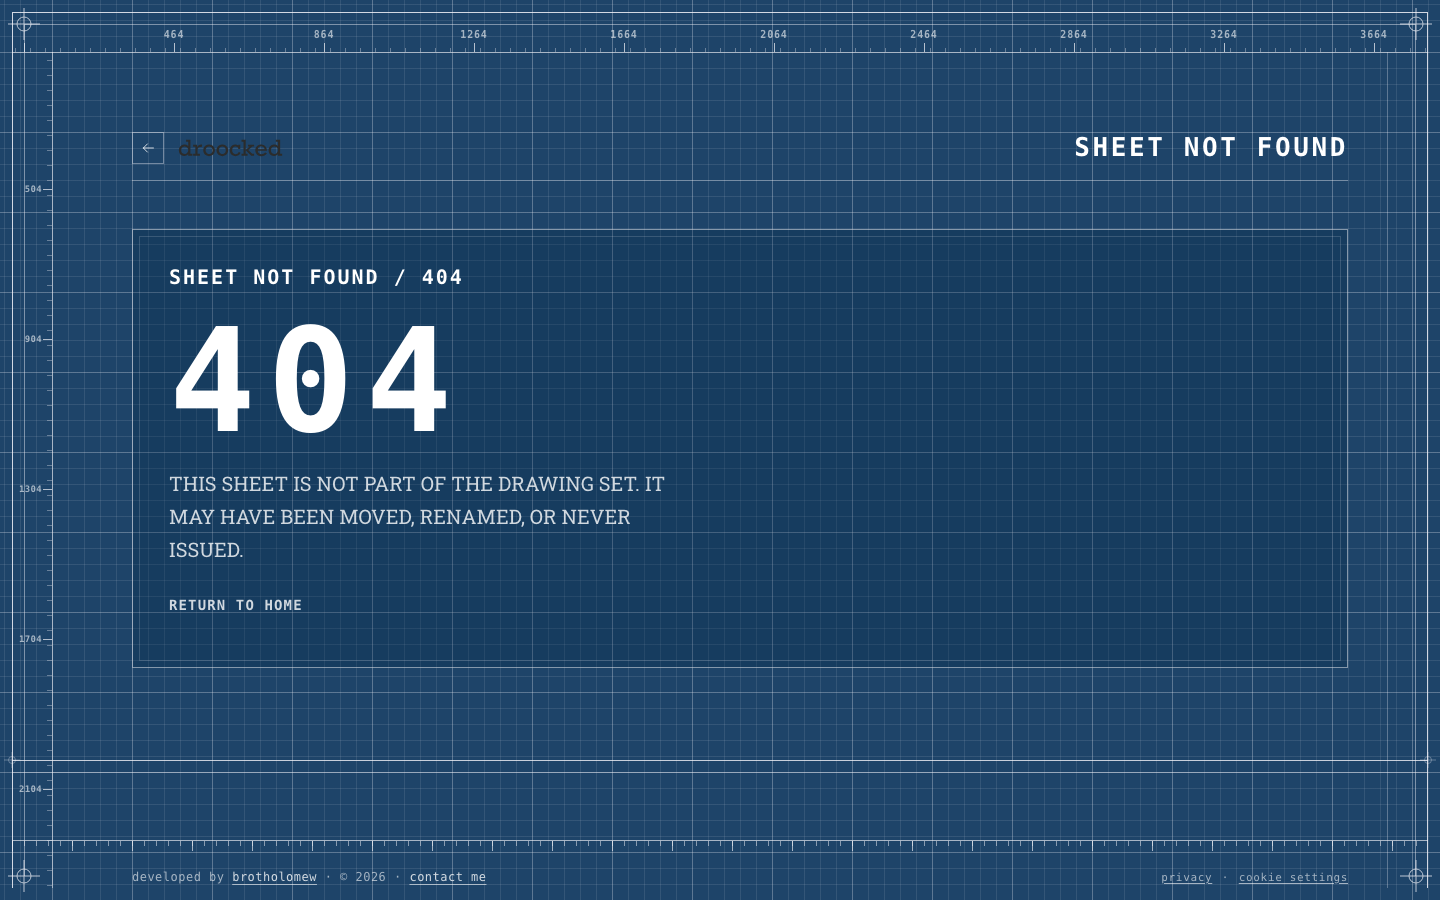 464 864 1264 1664 2064 2464 2864 3264 3664
droocked
SHEET NOT FOUND
504
SHEET NOT FOUND / 404
904
404
1304
THIS SHEET IS NOT PART OF THE DRAWING SET. IT
MAY HAVE BEEN MOVED, RENAMED, OR NEVER
ISSUED.
RETURN TO HOME
1704
2104
developed by brotholomew · © 2026 · contact me
privacy · cookie settings